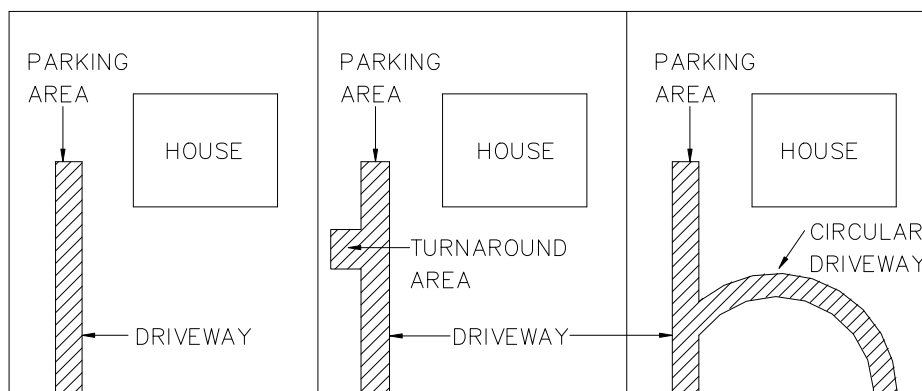 PARKING
AREA
HOUSE
DRIVEWAY
PARKING
AREA
HOUSE
TURNAROUND
AREA
DRIVEWAY
PARKING
AREA
HOUSE
CIRCULAR
DRIVEWAY